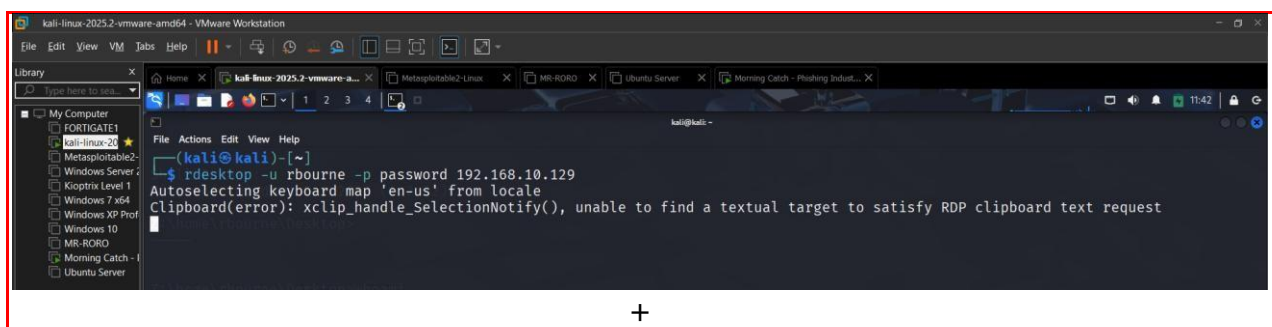 kali-linux-2025.2-vmware-amd64 - VMware Workstation
File Edit View VM Tabs Help
Library
Home kali-linux-2025.2-vmware-a... Metasploitable2-Linux MR-RORO Ubuntu Server Morning Catch - Phishing Indust...
Type here to sea...
1 2 3 4 11:42
My Computer
FORTIGATE1
kali-linux-20
Metasploitable2-
Windows Server 2
Kioptrix Level 1
Windows 7 x64
Windows XP Prof
Windows 10
MR-RORO
Morning Catch - I
Ubuntu Server
kali@kali: ~
File Actions Edit View Help
(kali㉿kali)-[~]
$ rdesktop -u rbourne -p password 192.168.10.129
Autoselecting keyboard map 'en-us' from locale
Clipboard(error): xclip_handle_SelectionNotify(), unable to find a textual target to satisfy RDP clipboard text request
+